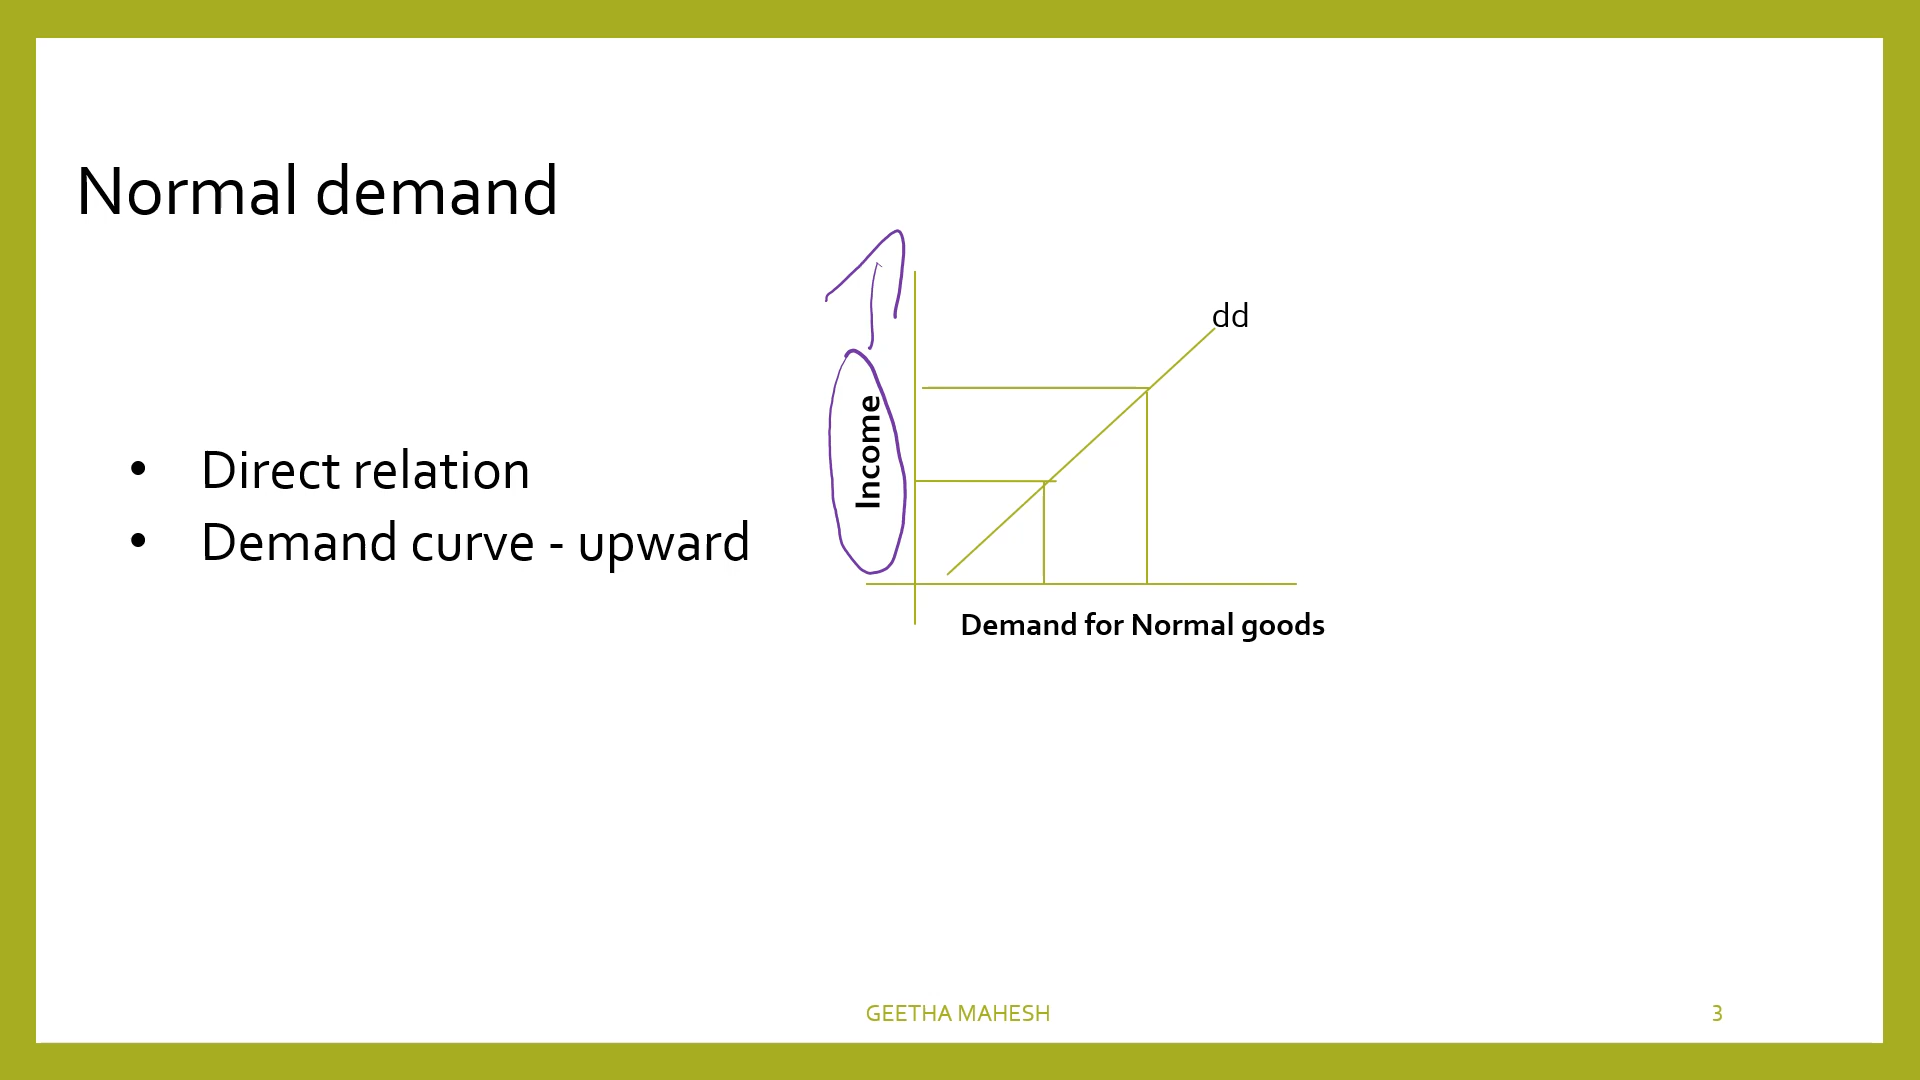 Normal demand
• Direct relation
• Demand curve - upward
Income
dd
Demand for Normal goods
GEETHA MAHESH
3